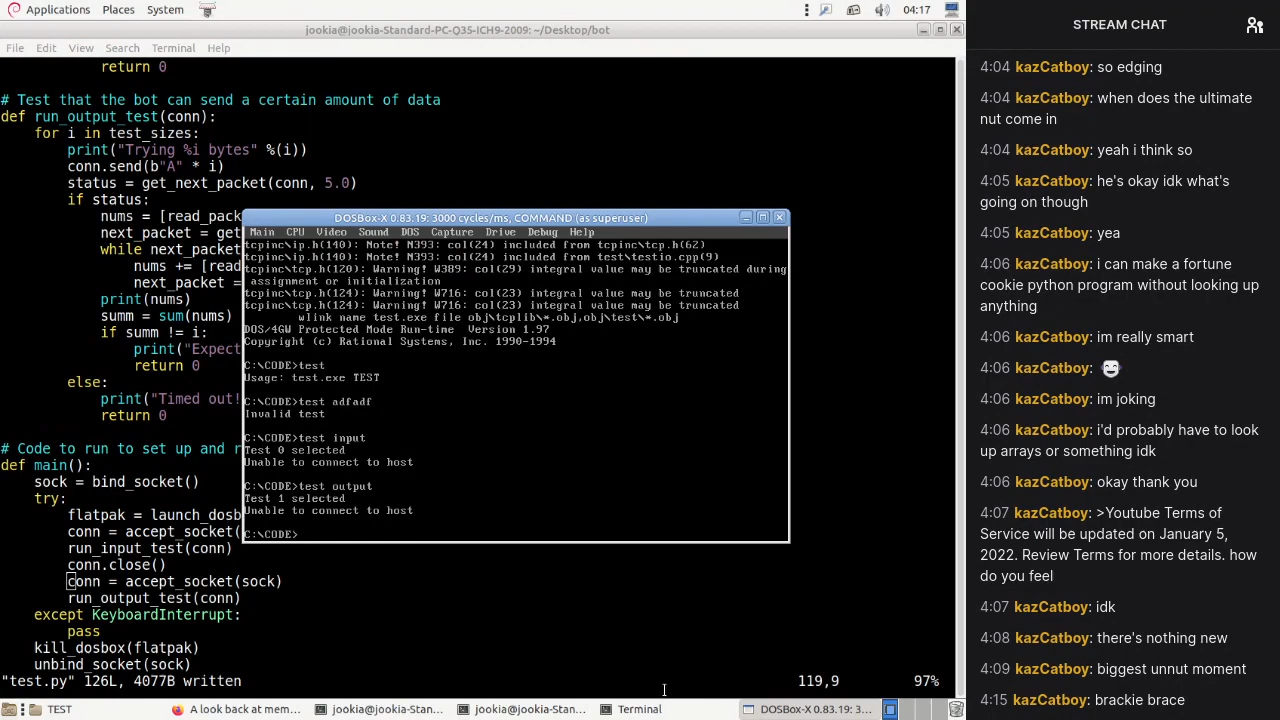 Applications Places System 04:17
jookia@jookia-Standard-PC-Q35-ICH9-2009: ~/Desktop/bot
File Edit View Search Terminal Help
return 0
# Test that the bot can send a certain amount of data
def run_output_test(conn):
for i in test_sizes:
print("Trying %i bytes" %(i))
conn.send(b"A" * i)
status = get_next_packet(conn, 5.0)
if status:
nums = [read_pack
next_packet = get
while next_packet
nums += [read
next_packet =
print(nums)
summ = sum(nums)
if summ != i:
print("Expect
return 0
else:
print("Timed out!
return 0
# Code to run to set up and r
def main():
sock = bind_socket()
try:
flatpak = launch_dosb
conn = accept_socket(
run_input_test(conn)
conn.close()
conn = accept_socket(sock)
run_output_test(conn)
except KeyboardInterrupt:
pass
kill_dosbox(flatpak)
unbind_socket(sock)
"test.py" 126L, 4077B written 119,9 97%
DOSBox-X 0.83.19: 3000 cycles/ms, COMMAND (as superuser)
Main CPU Video Sound DOS Capture Drive Debug Help
tcpinc\ip.h(140): Note! N393: col(24) included from tcpinc\tcp.h(62)
tcpinc\ip.h(140): Note! N393: col(24) included from test\testio.cpp(9)
tcpinc\tcp.h(120): Warning! W389: col(29) integral value may be truncated during
assignment or initialization
tcpinc\tcp.h(124): Warning! W716: col(23) integral value may be truncated
tcpinc\tcp.h(124): Warning! W716: col(23) integral value may be truncated
wlink name test.exe file obj\tcplib\*.obj,obj\test\*.obj
DOS/4GW Protected Mode Run-time Version 1.97
Copyright (c) Rational Systems, Inc. 1990-1994
C:\CODE>test
Usage: test.exe TEST
C:\CODE>test adfadf
Invalid test
C:\CODE>test input
Test 0 selected
Unable to connect to host
C:\CODE>test output
Test 1 selected
Unable to connect to host
C:\CODE>
TEST A look back at mem... jookia@jookia-Stan... jookia@jookia-Stan... Terminal DOSBox-X 0.83.19: 3...
STREAM CHAT
4:04 kazCatboy: so edging
4:04 kazCatboy: when does the ultimate
nut come in
4:04 kazCatboy: yeah i think so
4:05 kazCatboy: he's okay idk what's
going on though
4:05 kazCatboy: yea
4:06 kazCatboy: i can make a fortune
cookie python program without looking up
anything
4:06 kazCatboy: im really smart
4:06 kazCatboy:
4:06 kazCatboy: im joking
4:06 kazCatboy: i'd probably have to look
up arrays or something idk
4:06 kazCatboy: okay thank you
4:07 kazCatboy: >Youtube Terms of
Service will be updated on January 5,
2022. Review Terms for more details. how
do you feel
4:07 kazCatboy: idk
4:08 kazCatboy: there's nothing new
4:09 kazCatboy: biggest unnut moment
4:15 kazCatboy: brackie brace